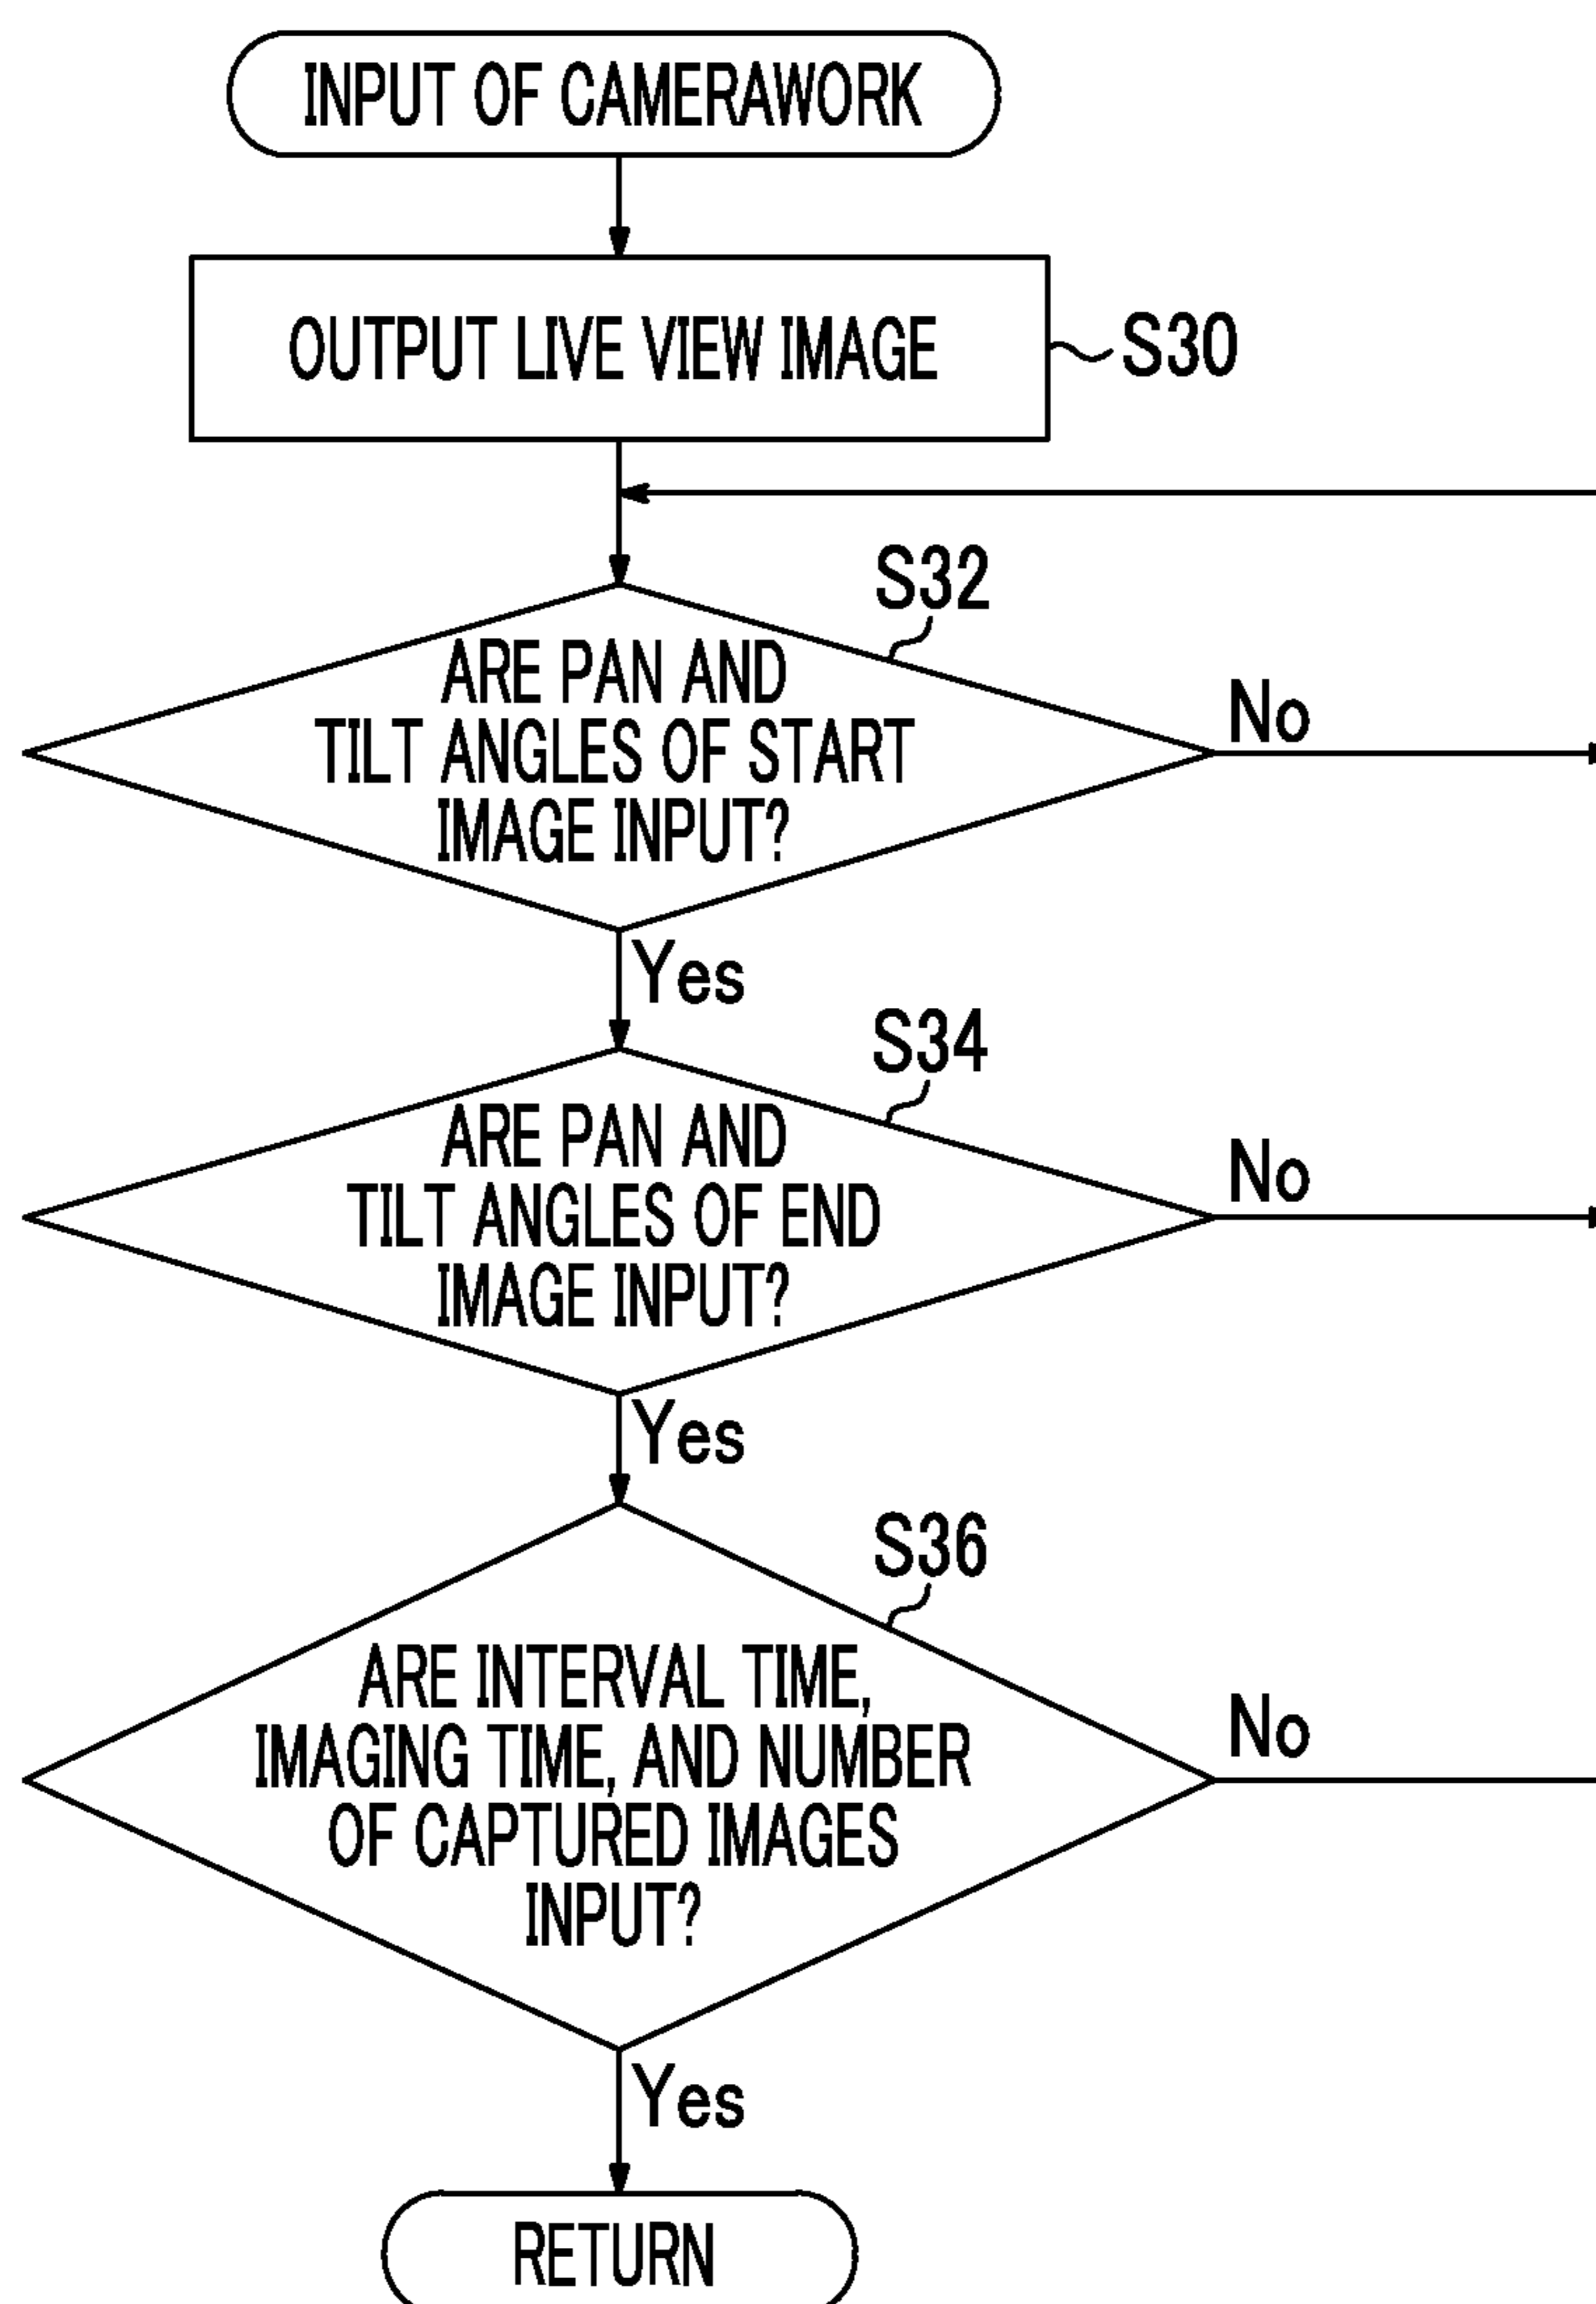 INPUT OF CAMERAWORK
OUTPUT LIVE VIEW IMAGE
S30
S32
ARE PAN AND
TILT ANGLES OF START
IMAGE INPUT?
No
Yes
S34
ARE PAN AND
TILT ANGLES OF END
IMAGE INPUT?
No
Yes
S36
ARE INTERVAL TIME,
IMAGING TIME, AND NUMBER
OF CAPTURED IMAGES
INPUT?
No
Yes
RETURN